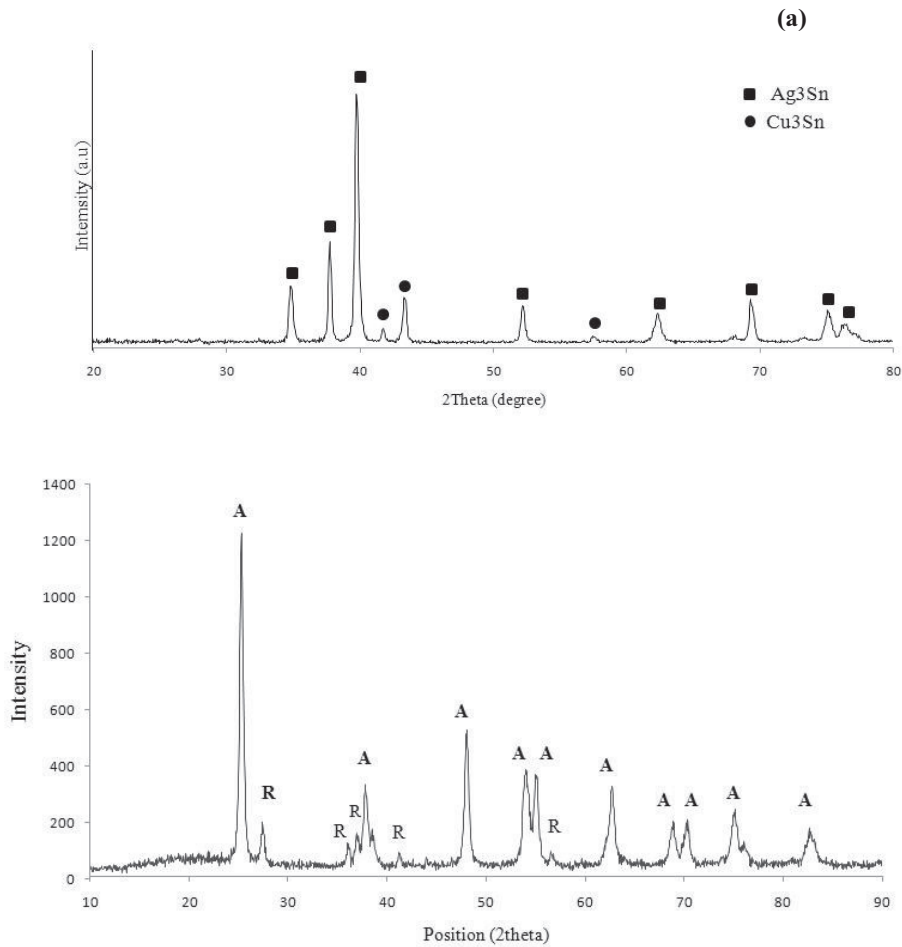 (a)
■ Ag3Sn
● Cu3Sn
Intemsity (a.u)
20 30 40 50 60 70 80
2Theta (degree)
1400
1200
1000
800
600
400
200
0
Intensity
A
R
R
R
A
R
A
A
A
R
A
A
A
A
A
10 20 30 40 50 60 70 80 90
Position (2theta)